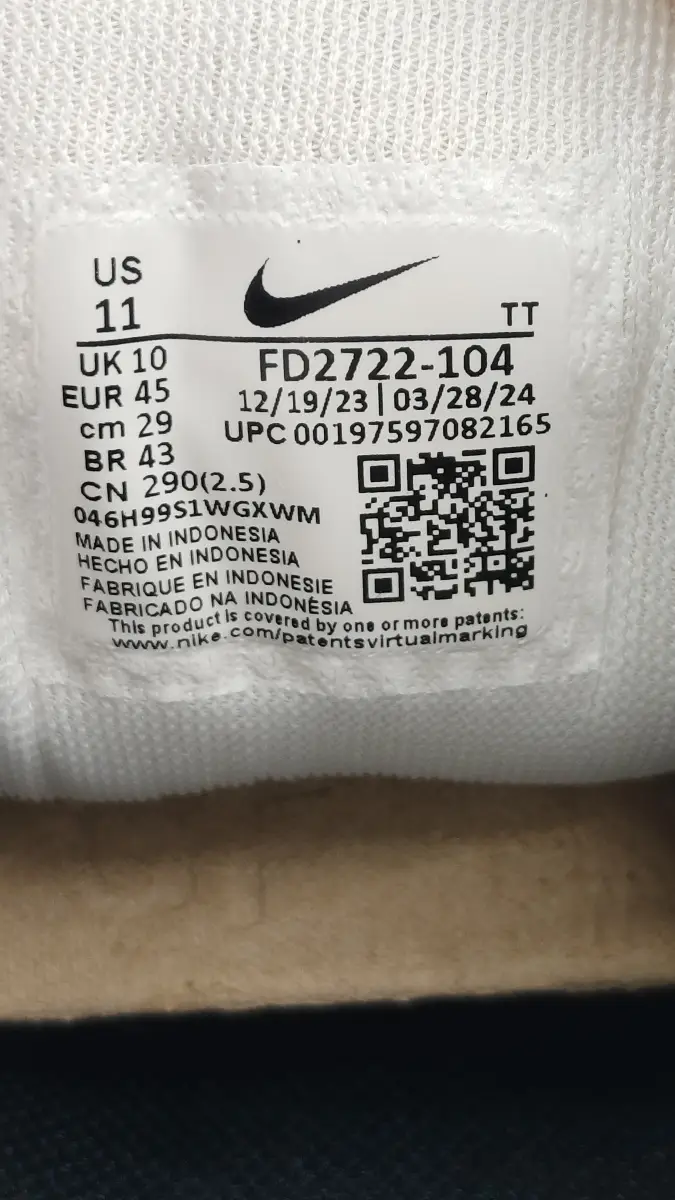 US
11
TT
UK 10
FD2722-104
EUR 45
12/19/23 | 03/28/24
cm 29
UPC 00197597082165
BR 43
CN 290(2.5)
046H99S1WGXWM
MADE IN INDONESIA
HECHO EN INDONESIA
FABRIQUE EN INDONESIE
FABRICADO NA INDONÉSIA
This product is covered by one or more patents:
www.nike.com/patentsvirtualmarking